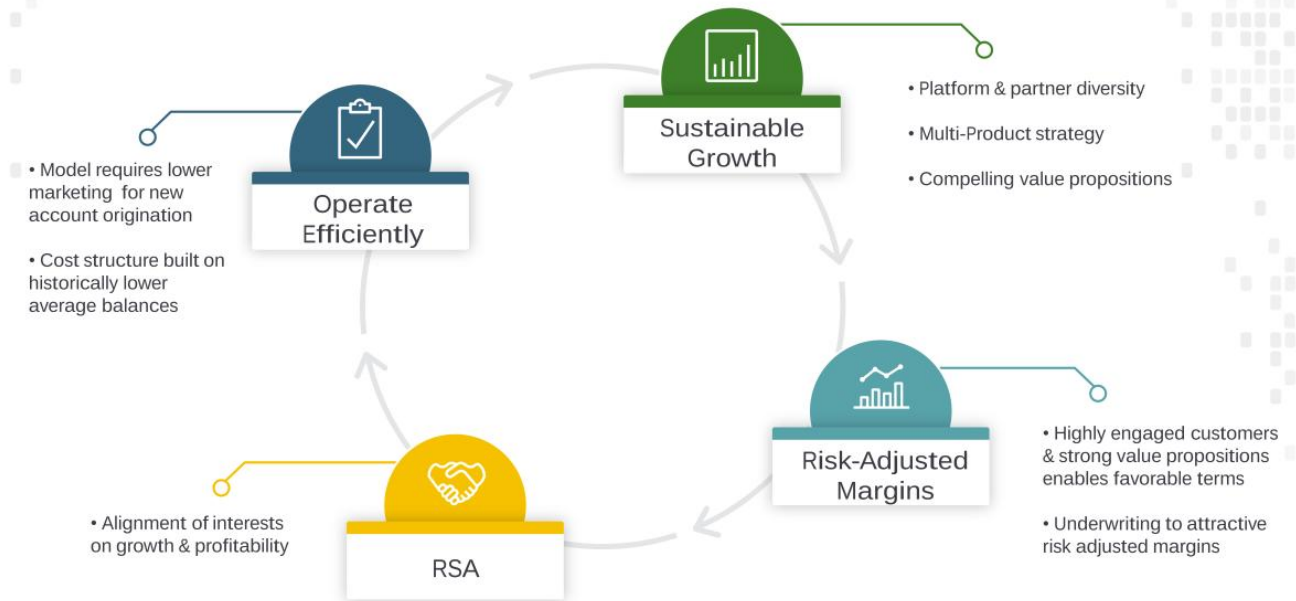 Sustainable
Growth
• Platform & partner diversity
• Multi-Product strategy
• Compelling value propositions
Operate
Efficiently
• Model requires lower
marketing for new
account origination
• Cost structure built on
historically lower
average balances
Risk-Adjusted
Margins
• Highly engaged customers
& strong value propositions
enables favorable terms
• Underwriting to attractive
risk adjusted margins
RSA
• Alignment of interests
on growth & profitability